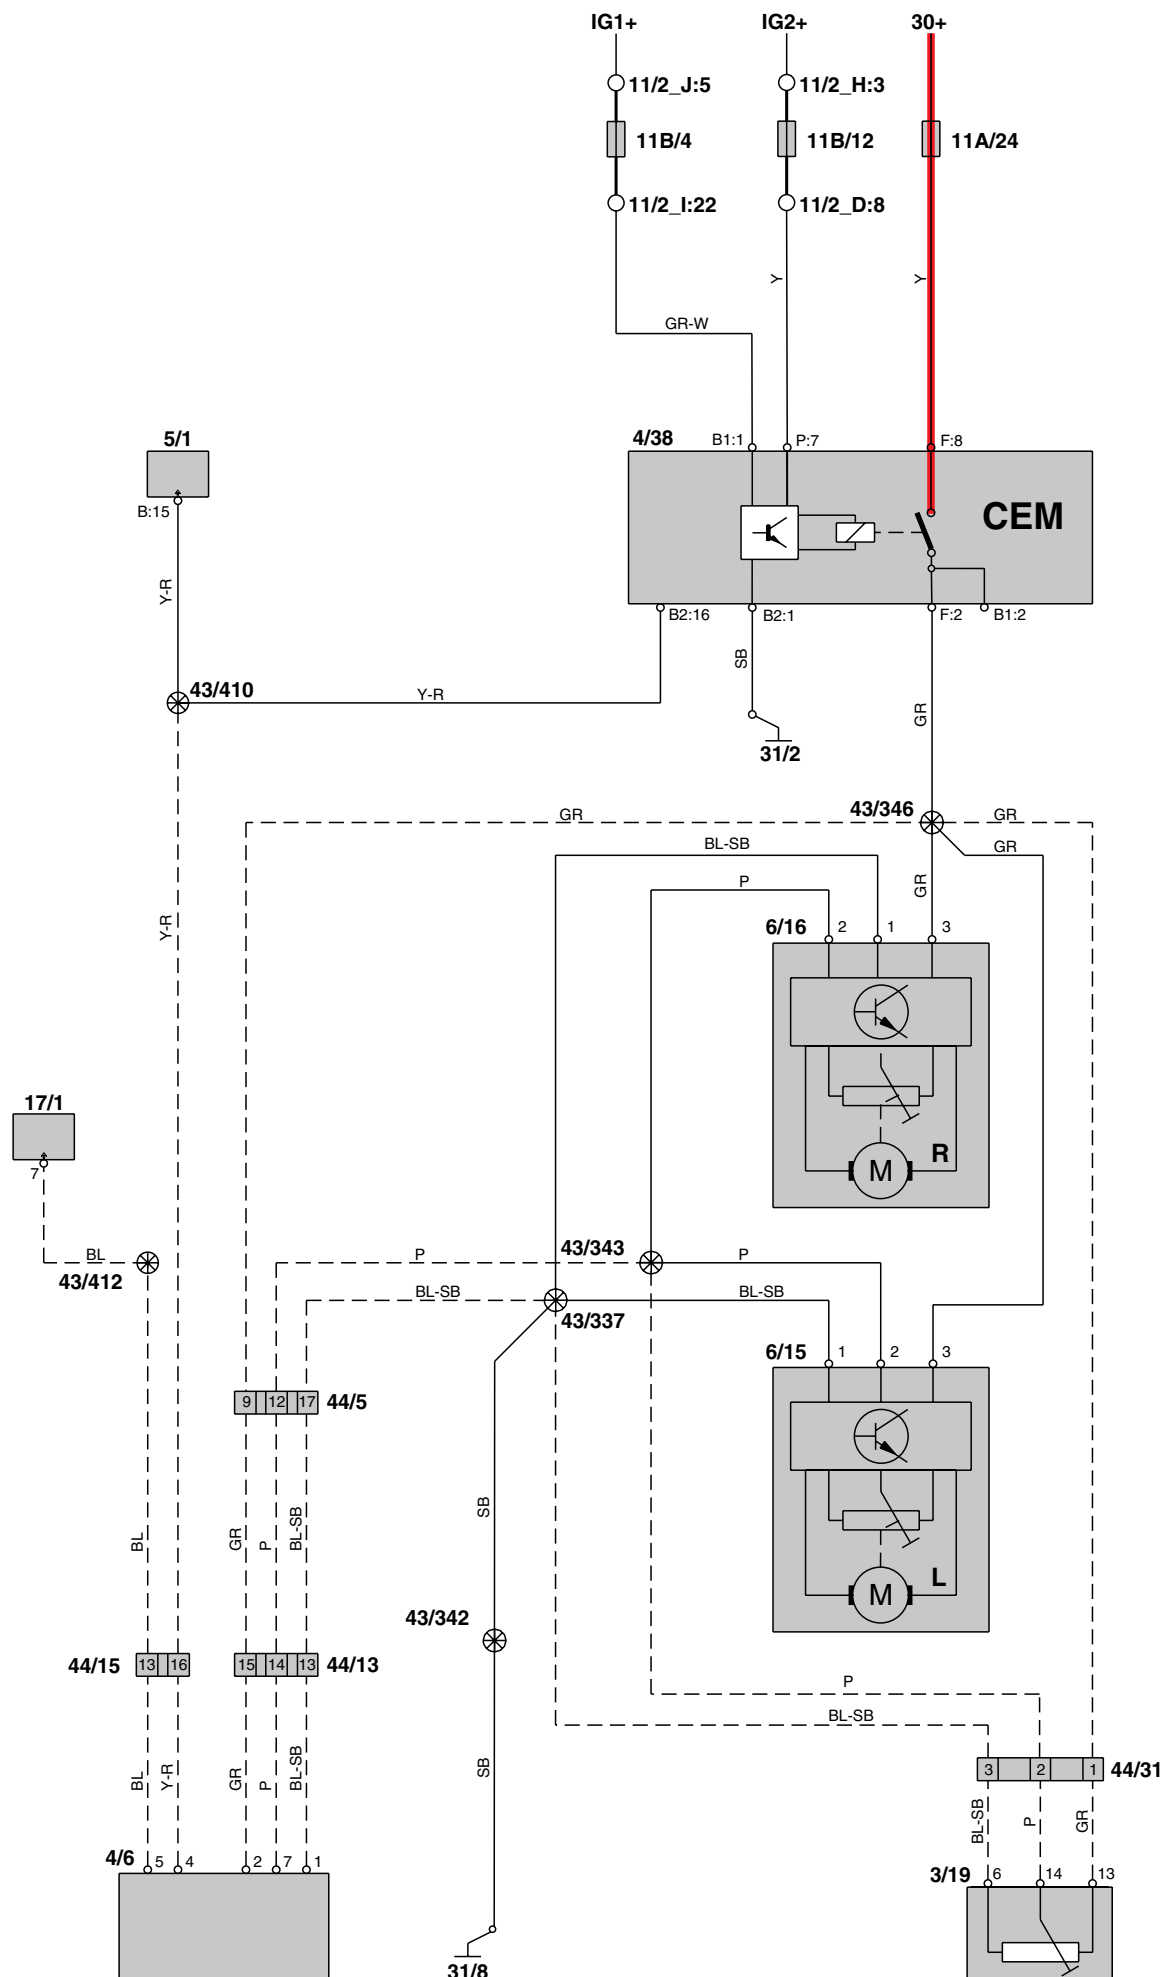 IG1+ IG2+ 30+
11/2_J:5 11/2_H:3
11B/4 11B/12 11A/24
11/2_I:22 11/2_D:8
Y Y
GR-W
5/1 4/38 B1:1 P:7 F:8
B:15 CEM
Y-R
B2:16 B2:1 F:2 B1:2
SB
43/410 Y-R GR
31/2
43/346
GR GR
BL-SB GR
P GR
Y-R 6/16 2 1 3
17/1
7 M R
BL 43/412 P 43/343 P
BL-SB 43/337 BL-SB
6/15 1 2 3
9 12 17 44/5
BL GR P BL-SB SB
M L
43/342
44/15 13 16 15 14 13 44/13
P
BL-SB
BL Y-R GR P BL-SB SB
3 2 1 44/31
BL-SB P GR
4/6 5 4 2 7 1 3/19 6 14 13
31/8